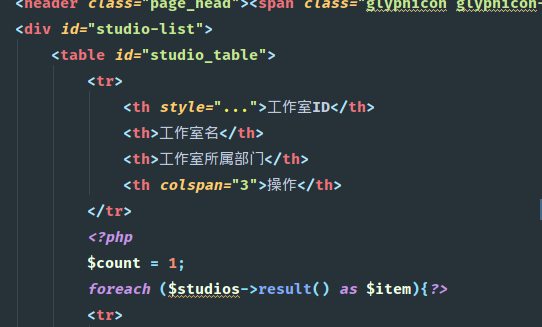 <header class="page_head"><span class="glyphicon glyphicon-
<div id="studio-list">
<table id="studio_table">
<tr>
<th style="...">工作室ID</th>
<th>工作室名</th>
<th>工作室所属部门</th>
<th colspan="3">操作</th>
</tr>
<?php
$count = 1;
foreach ($studios->result() as $item){?>
<tr>